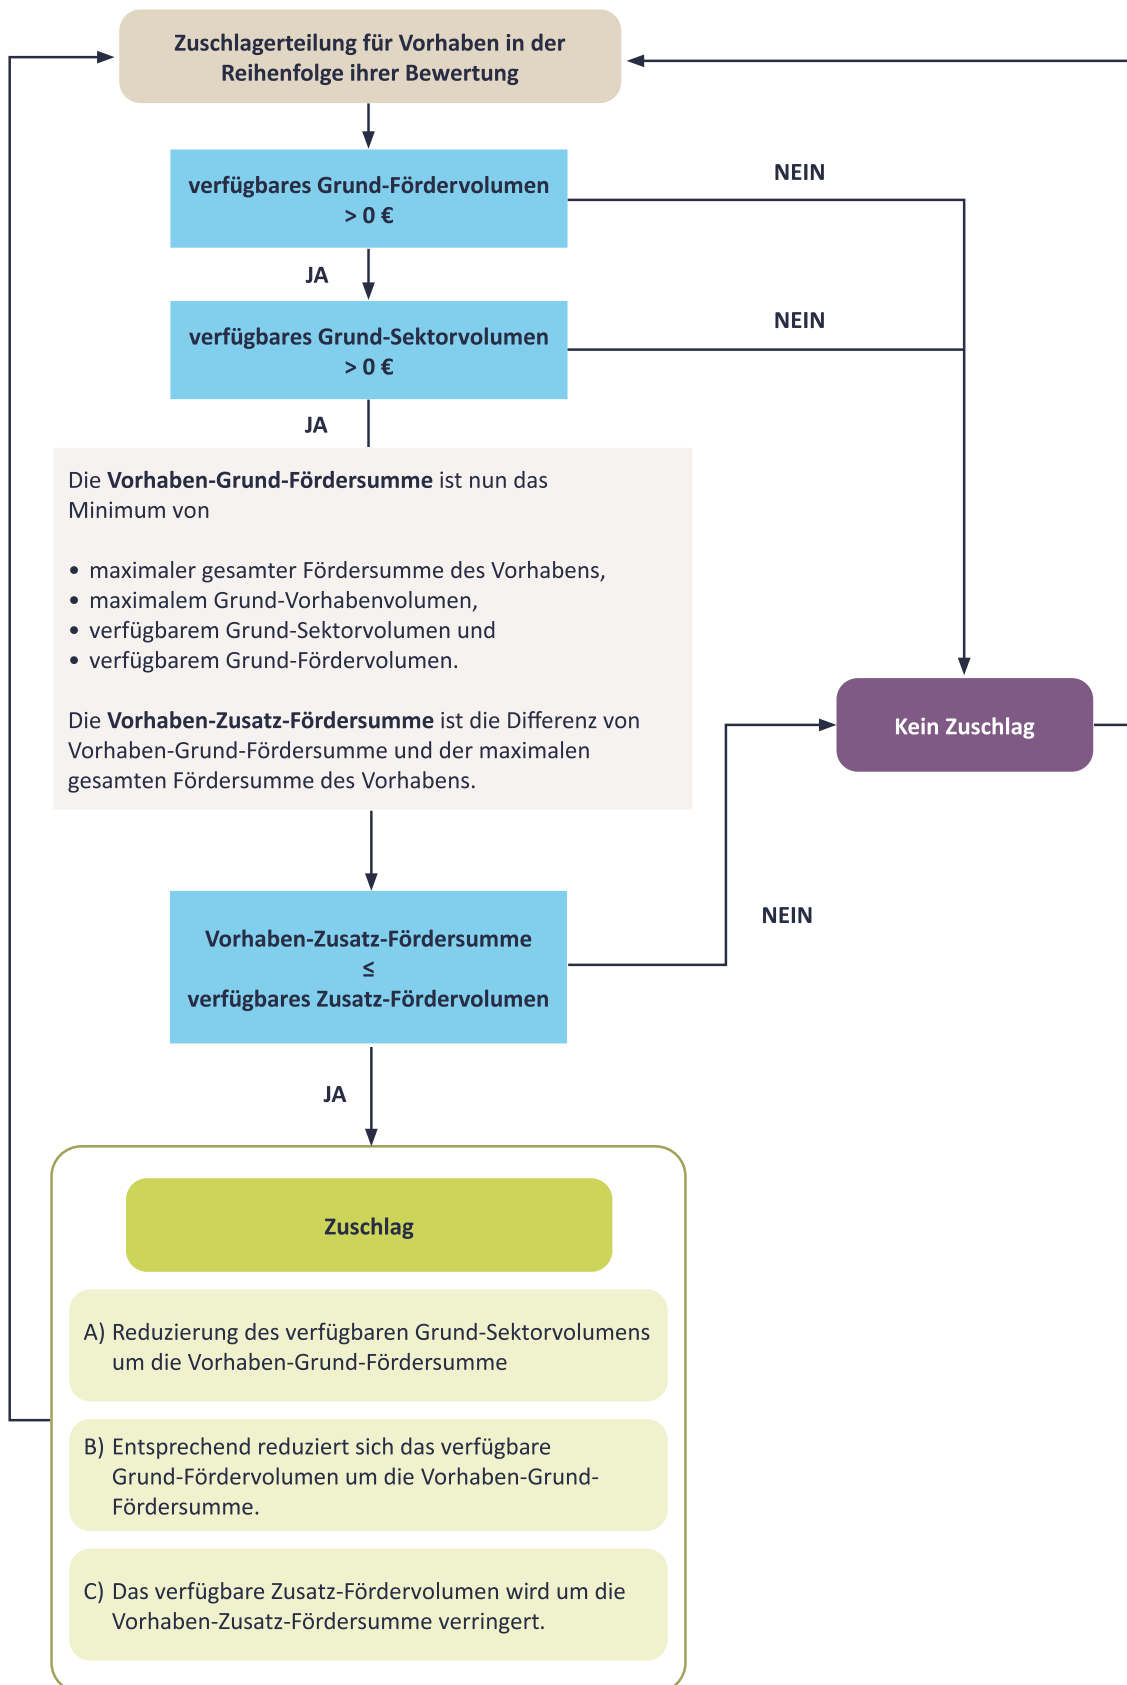 Zuschlagerteilung für Vorhaben in der
Reihenfolge ihrer Bewertung
verfügbares Grund-Fördervolumen
> 0 €
NEIN
JA
verfügbares Grund-Sektorvolumen
> 0 €
NEIN
JA
Die Vorhaben-Grund-Fördersumme ist nun das
Minimum von
• maximaler gesamter Fördersumme des Vorhabens,
• maximalem Grund-Vorhabenvolumen,
• verfügbarem Grund-Sektorvolumen und
• verfügbarem Grund-Fördervolumen.
Die Vorhaben-Zusatz-Fördersumme ist die Differenz von
Vorhaben-Grund-Fördersumme und der maximalen
gesamten Fördersumme des Vorhabens.
Kein Zuschlag
Vorhaben-Zusatz-Fördersumme
≤
verfügbares Zusatz-Fördervolumen
NEIN
JA
Zuschlag
A) Reduzierung des verfügbaren Grund-Sektorvolumens
um die Vorhaben-Grund-Fördersumme
B) Entsprechend reduziert sich das verfügbare
Grund-Fördervolumen um die Vorhaben-Grund-
Fördersumme.
C) Das verfügbare Zusatz-Fördervolumen wird um die
Vorhaben-Zusatz-Fördersumme verringert.